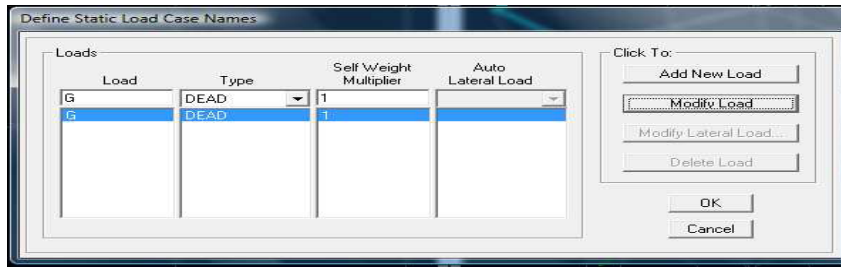 Define Static Load Case Names
Loads
Load Type Self Weight Multiplier Auto Lateral Load
G DEAD 1
G DEAD 1
Click To:
Add New Load
Modify Load
Modify Lateral Load...
Delete Load
OK
Cancel